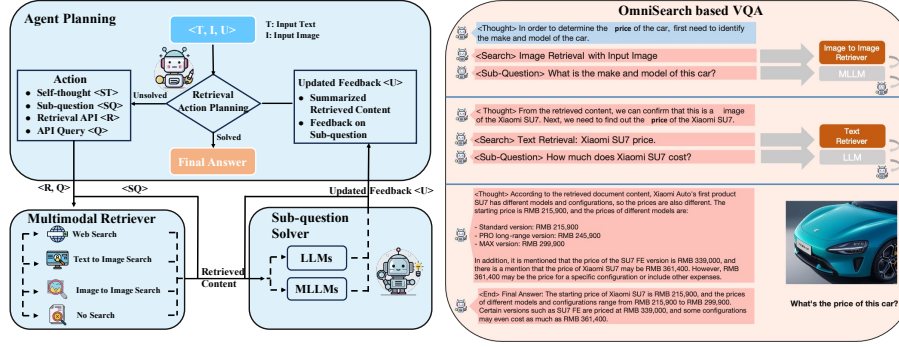 Agent Planning
<T, I, U>
T: Input Text
I: Input Image
Action
Self-thought <ST>
Sub-question <SQ>
Retrieval API <R>
API Query <Q>
Unsolved
Retrieval
Action Planning
Solved
Final Answer
Updated Feedback <U>
Summarized
Retrieved Content
Feedback on
Sub-question
<R, Q>
<SQ>
Updated Feedback <U>
Multimodal Retriever
Web Search
Text to Image Search
Image to Image Search
No Search
Retrieved
Content
Sub-question
Solver
LLMs
MLLMs
OmniSearch based VQA
<Thought> In order to determine the price of the car, first need to identify
the make and model of the car.
<Search> Image Retrieval with Input Image
<Sub-Question> What is the make and model of this car?
Image to Image
Retriever
MLLM
< Thought> From the retrieved content, we can confirm that this is a image
of the Xiaomi SU7. Next, we need to find out the price of the Xiaomi SU7.
<Search> Text Retrieval: Xiaomi SU7 price.
<Sub-Question> How much does Xiaomi SU7 cost?
Text
Retriever
LLM
<Thought> According to the retrieved document content, Xiaomi Auto's first product
SU7 has different models and configurations, so the prices are also different. The
starting price is RMB 215,900, and the prices of different models are:
- Standard version: RMB 215,900
- PRO long-range version: RMB 245,900
- MAX version: RMB 299,900
In addition, it is mentioned that the price of the SU7 FE version is RMB 339,000, and
there is a mention that the price of Xiaomi SU7 may be RMB 361,400. However, RMB
361,400 may be the price for a specific configuration or include other expenses.
<End> Final Answer: The starting price of Xiaomi SU7 is RMB 215,900, and the prices
of different models and configurations range from RMB 215,900 to RMB 299,900.
Certain versions such as SU7 FE are priced at RMB 339,000, and some configurations
may even cost as much as RMB 361,400.
What's the price of this car?